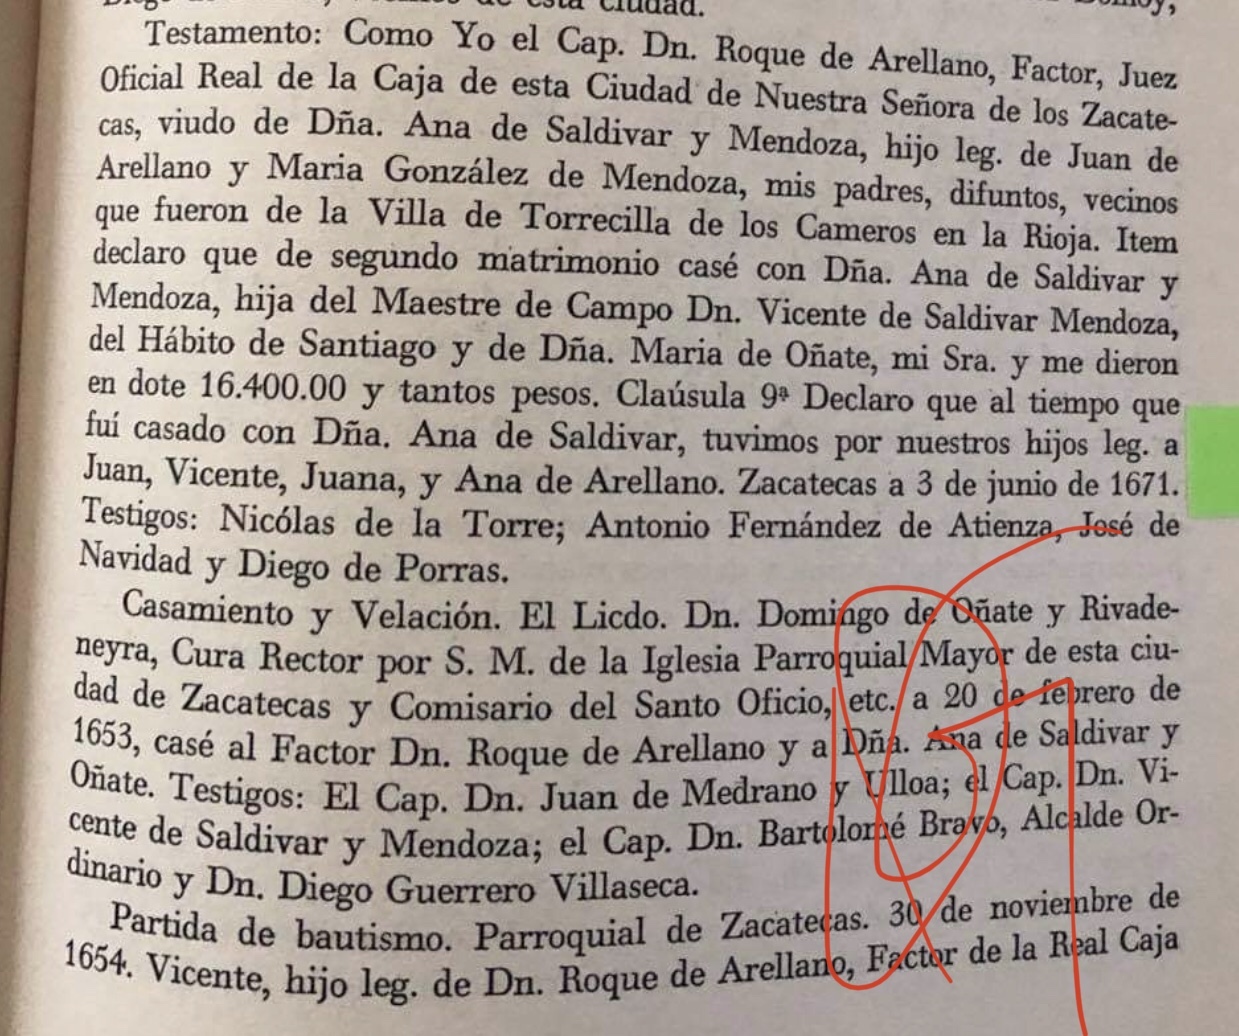 esta ciudad.
Testamento: Como Yo el Cap. Dn. Roque de Arellano, Factor, Juez
Oficial Real de la Caja de esta Ciudad de Nuestra Señora de los Zacate-
cas, viudo de Dña. Ana de Saldivar y Mendoza, hijo leg. de Juan de
Arellano y Maria González de Mendoza, mis padres, difuntos, vecinos
que fueron de la Villa de Torrecilla de los Cameros en la Rioja. Item
declaro que de segundo matrimonio casé con Dña. Ana de Saldivar y
Mendoza, hija del Maestre de Campo Dn. Vicente de Saldivar Mendoza,
del Hábito de Santiago y de Dña. Maria de Oñate, mi Sra. y me dieron
en dote 16.400.00 y tantos pesos. Claúsula 9ª Declaro que al tiempo que
fuí casado con Dña. Ana de Saldivar, tuvimos por nuestros hijos leg. a
Juan, Vicente, Juana, y Ana de Arellano. Zacatecas a 3 de junio de 1671.
Testigos: Nicólas de la Torre; Antonio Fernández de Atienza, José de
Navidad y Diego de Porras.
Casamiento y Velación. El Licdo. Dn. Domingo de Oñate y Rivade-
neyra, Cura Rector por S. M. de la Iglesia Parroquial Mayor de esta ciu-
dad de Zacatecas y Comisario del Santo Oficio, etc. a 20 de febrero de
1653, casé al Factor Dn. Roque de Arellano y a Dña. Ana de Saldivar y
Oñate. Testigos: El Cap. Dn. Juan de Medrano y Ulloa; el Cap. Dn. Vi-
cente de Saldivar y Mendoza; el Cap. Dn. Bartolomé Bravo, Alcalde Or-
dinario y Dn. Diego Guerrero Villaseca.
Partida de bautismo. Parroquial de Zacatecas. 30 de noviembre de
1654. Vicente, hijo leg. de Dn. Roque de Arellano, Factor de la Real Caja